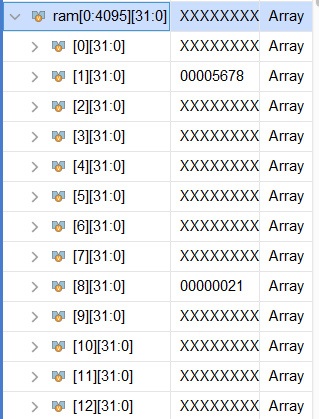 ram[0:4095][31:0] XXXXXXXX Array
[0][31:0] XXXXXXXX Array
[1][31:0] 00005678 Array
[2][31:0] XXXXXXXX Array
[3][31:0] XXXXXXXX Array
[4][31:0] XXXXXXXX Array
[5][31:0] XXXXXXXX Array
[6][31:0] XXXXXXXX Array
[7][31:0] XXXXXXXX Array
[8][31:0] 00000021 Array
[9][31:0] XXXXXXXX Array
[10][31:0] XXXXXXXX Array
[11][31:0] XXXXXXXX Array
[12][31:0] XXXXXXXX Array